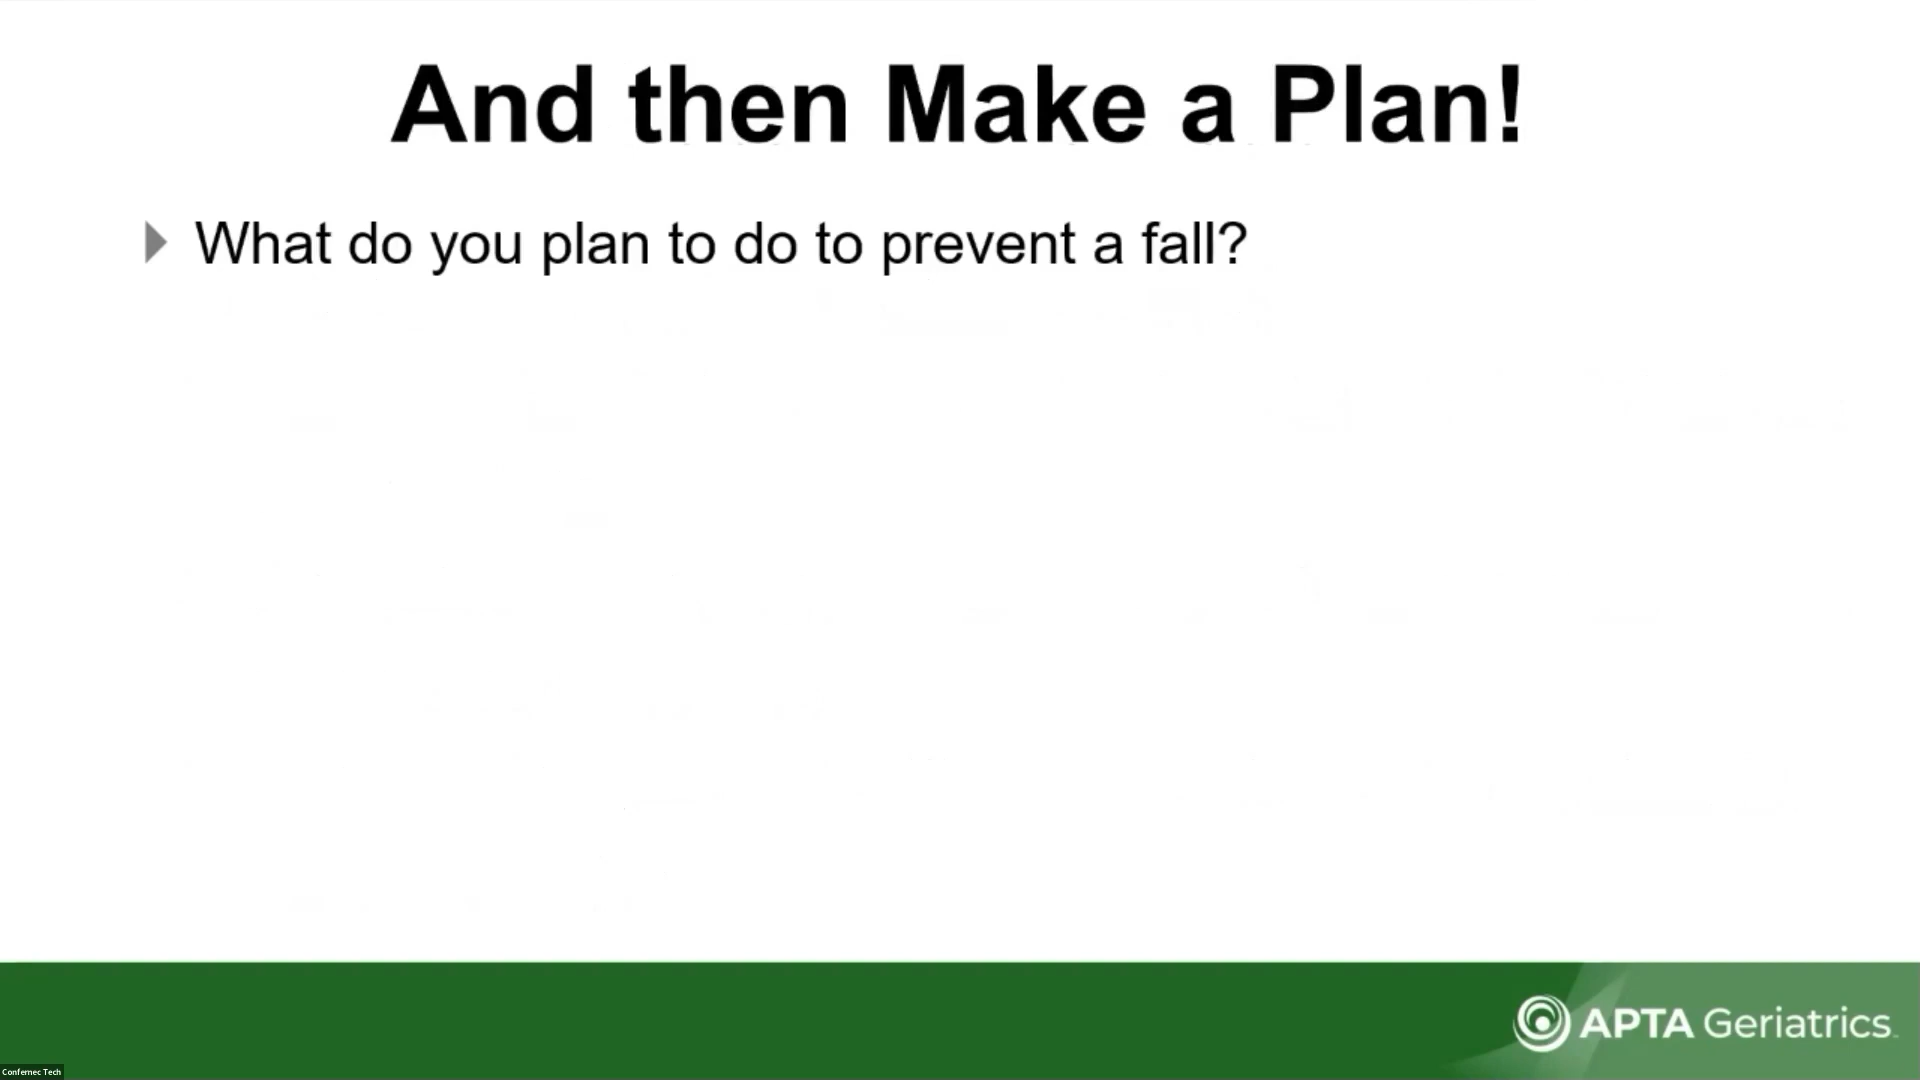 And then Make a Plan!
What do you plan to do to prevent a fall?
APTA Geriatrics
Confernec Tech